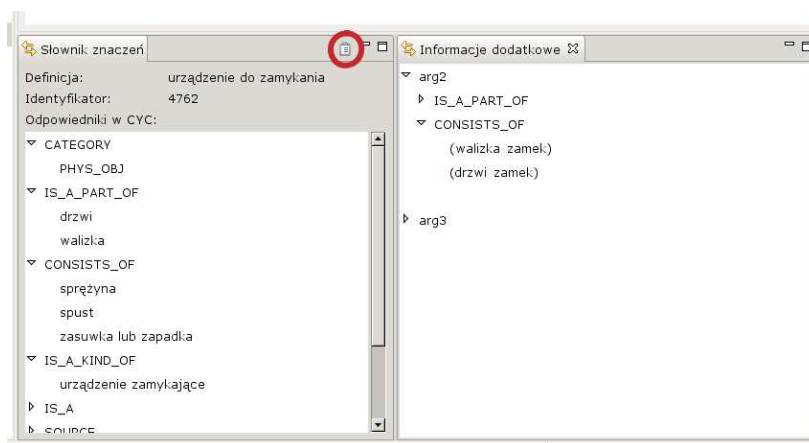 Słownik znaczeń
Definicja: urządzenie do zamykania
Identyfikator: 4762
Odpowiedniki w CYC:
CATEGORY
PHYS_OBJ
IS_A_PART_OF
drzwi
walizka
CONSISTS_OF
sprężyna
spust
zasuwka lub zapadka
IS_A_KIND_OF
urządzenie zamykające
IS_A
SOURCE
Informacje dodatkowe
arg2
IS_A_PART_OF
CONSISTS_OF
(walizka zamek)
(drzwi zamek)
arg3